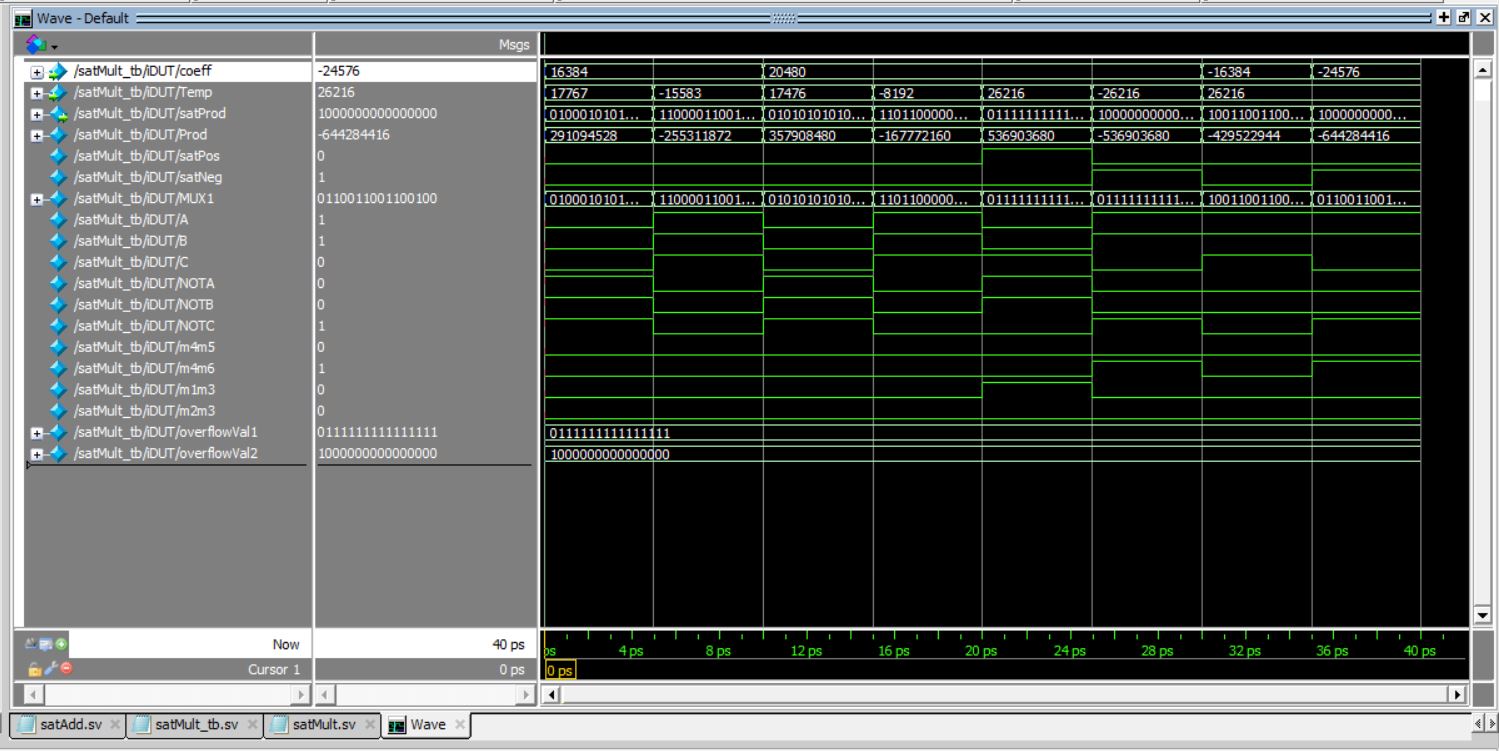 Wave - Default
Msgs
/satMult_tb/iDUT/coeff -24576 16384 20480 -16384 -24576
/satMult_tb/iDUT/Temp 26216 17767 -15583 17476 -8192 26216 -26216 26216
/satMult_tb/iDUT/satProd 1000000000000000 0100010101... 11000011001... 01010101010... 1101100000... 01111111111... 10000000000... 10011001100... 1000000000...
/satMult_tb/iDUT/Prod -644284416 291094528 -255311872 357908480 -167772160 536903680 -536903680 -429522944 -644284416
/satMult_tb/iDUT/satPos 0
/satMult_tb/iDUT/satNeg 1
/satMult_tb/iDUT/MUX1 0110011001100100 0100010101... 11000011001... 01010101010... 1101100000... 01111111111... 01111111111... 10011001100... 0110011001...
/satMult_tb/iDUT/A 1
/satMult_tb/iDUT/B 1
/satMult_tb/iDUT/C 0
/satMult_tb/iDUT/NOTA 0
/satMult_tb/iDUT/NOTB 0
/satMult_tb/iDUT/NOTC 1
/satMult_tb/iDUT/m4m5 0
/satMult_tb/iDUT/m4m6 1
/satMult_tb/iDUT/m1m3 0
/satMult_tb/iDUT/m2m3 0
/satMult_tb/iDUT/overflowVal1 0111111111111111 0111111111111111
/satMult_tb/iDUT/overflowVal2 1000000000000000 1000000000000000
Now 40 ps ps 4 ps 8 ps 12 ps 16 ps 20 ps 24 ps 28 ps 32 ps 36 ps 40 ps
Cursor 1 0 ps 0 ps
satAdd.sv satMult_tb.sv satMult.sv Wave